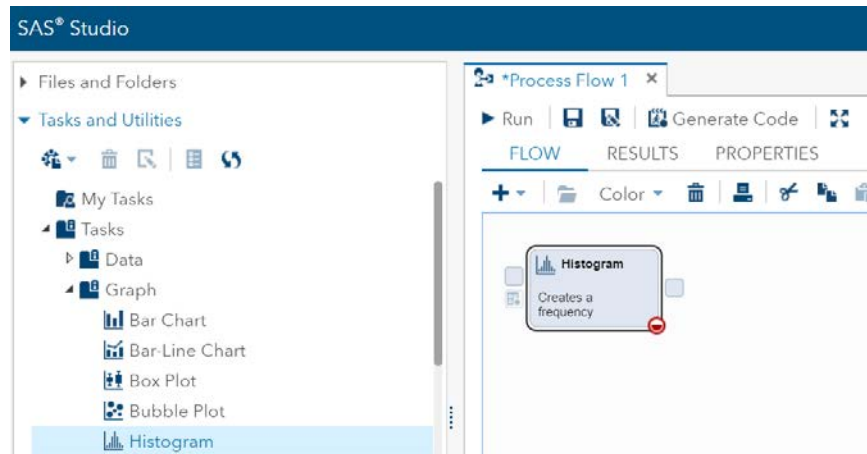 SAS® Studio
Files and Folders
Tasks and Utilities
My Tasks
Tasks
Data
Graph
Bar Chart
Bar-Line Chart
Box Plot
Bubble Plot
Histogram
*Process Flow 1
Run
Generate Code
FLOW RESULTS PROPERTIES
Color
Histogram
Creates a
frequency